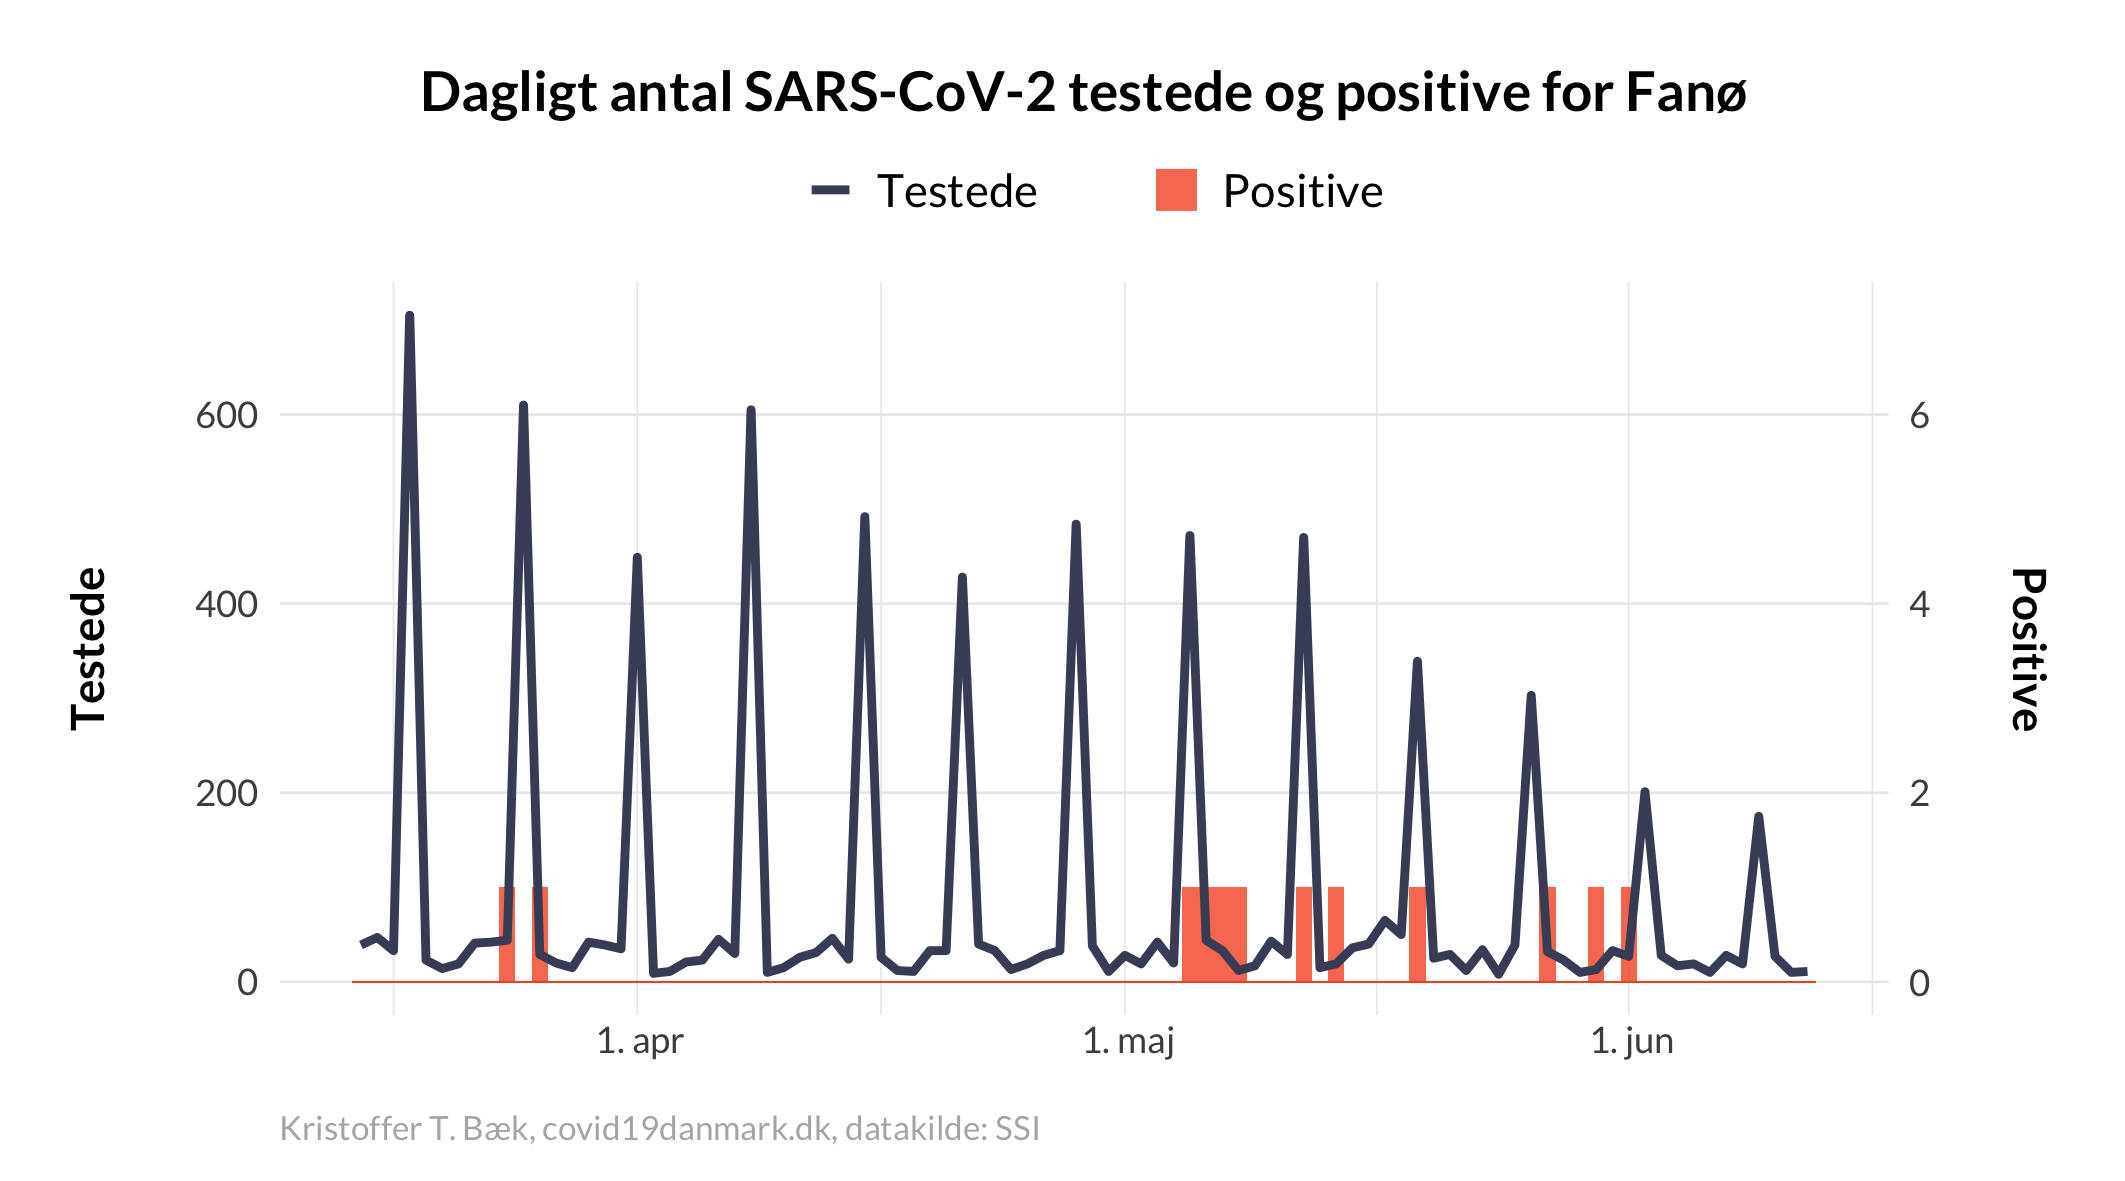 Dagligt antal SARS-CoV-2 testede og positive for Fanø
Testede
Positive
600
400
200
0
6
4
2
0
Testede
Positive
1. apr
1. maj
1. jun
Kristoffer T. Bæk, covid19danmark.dk, datakilde: SSI